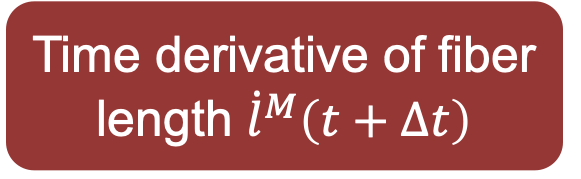 Time derivative of fiber
length l̇ᴹ(t + Δt)